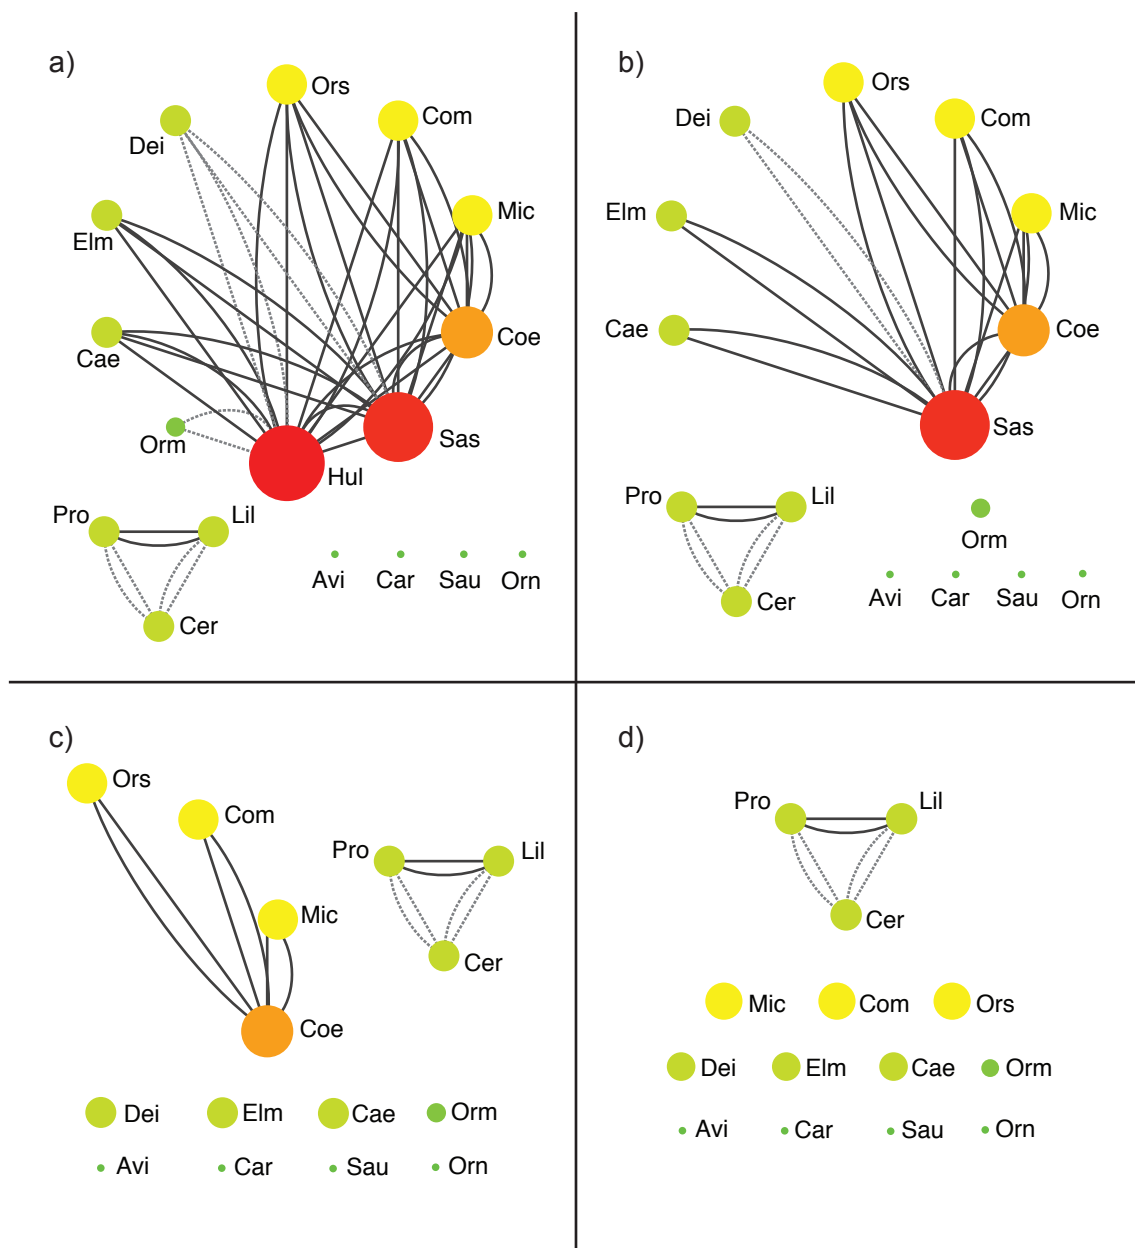 a)
Ors
Com
Dei
Mic
Elm
Coe
Cae
Orm
Sas
Hul
Pro
Lil
Cer
Avi
Car
Sau
Orn
b)
Ors
Dei
Com
Elm
Mic
Cae
Coe
Sas
Pro
Lil
Orm
Cer
Avi
Car
Sau
Orn
c)
Ors
Com
Pro
Lil
Mic
Cer
Coe
Dei
Elm
Cae
Orm
Avi
Car
Sau
Orn
d)
Pro
Lil
Cer
Mic
Com
Ors
Dei
Elm
Cae
Orm
Avi
Car
Sau
Orn